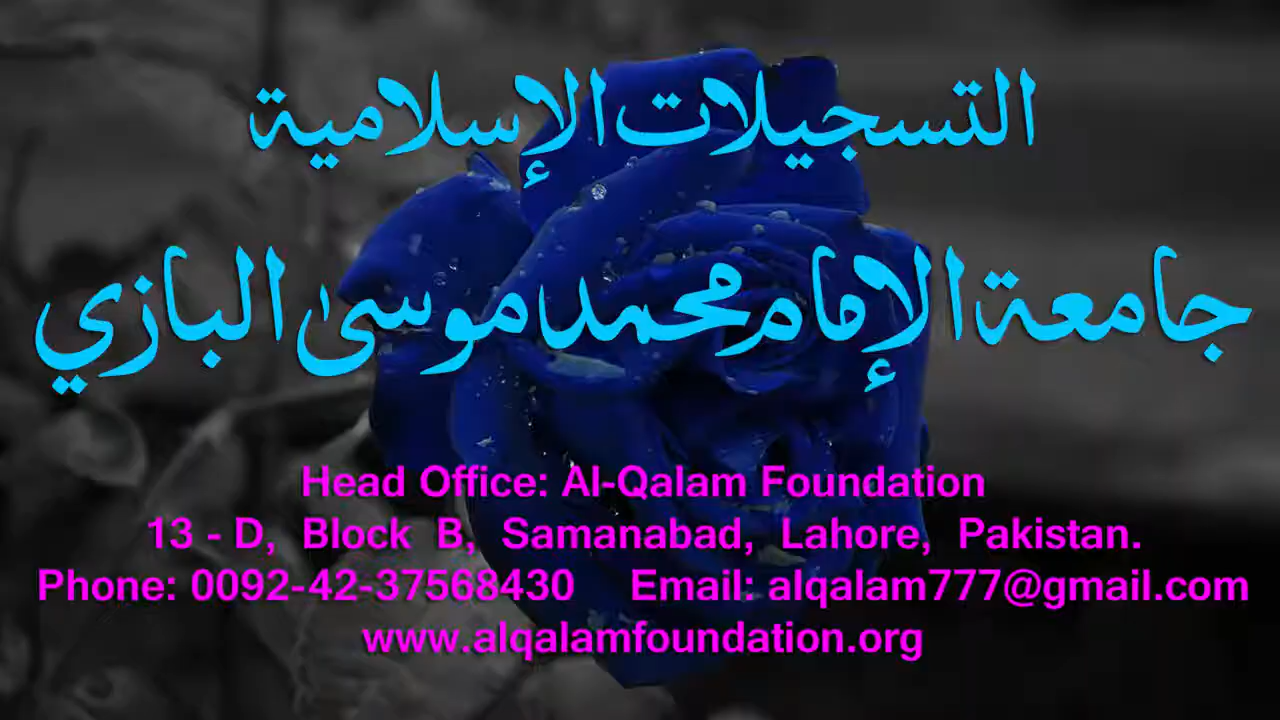 التسجيلات الإسلامية
جامعة الإمام محمد موسىٰ البازي
Head Office: Al-Qalam Foundation
13 - D, Block B, Samanabad, Lahore, Pakistan.
Phone: 0092-42-37568430 Email: alqalam777@gmail.com
www.alqalamfoundation.org